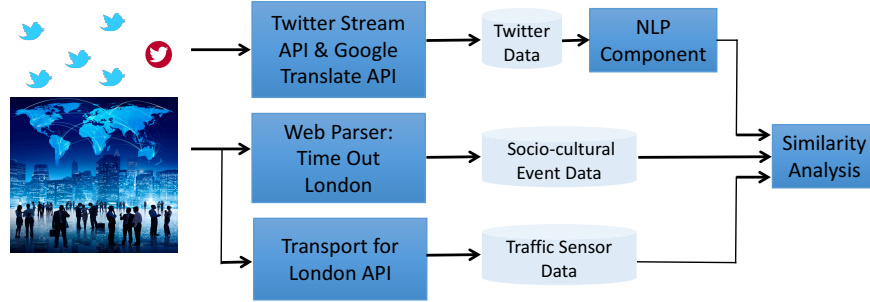 Twitter Stream
API & Google
Translate API
Twitter
Data
NLP
Component
Web Parser:
Time Out
London
Socio-cultural
Event Data
Similarity
Analysis
Transport for
London API
Traffic Sensor
Data